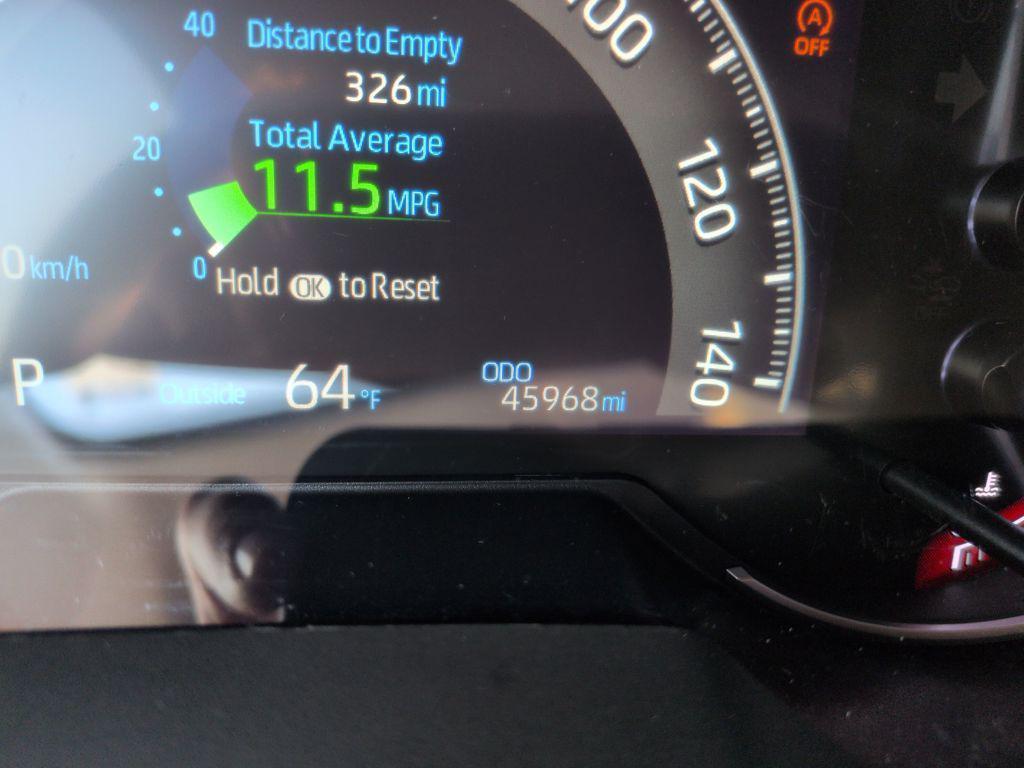 40
Distance to Empty
326 mi
Total Average
20
11.5 MPG
0 km/h
0
Hold OK to Reset
P
Outside 64 °F
ODO
45968 mi
100
120
140
A
OFF